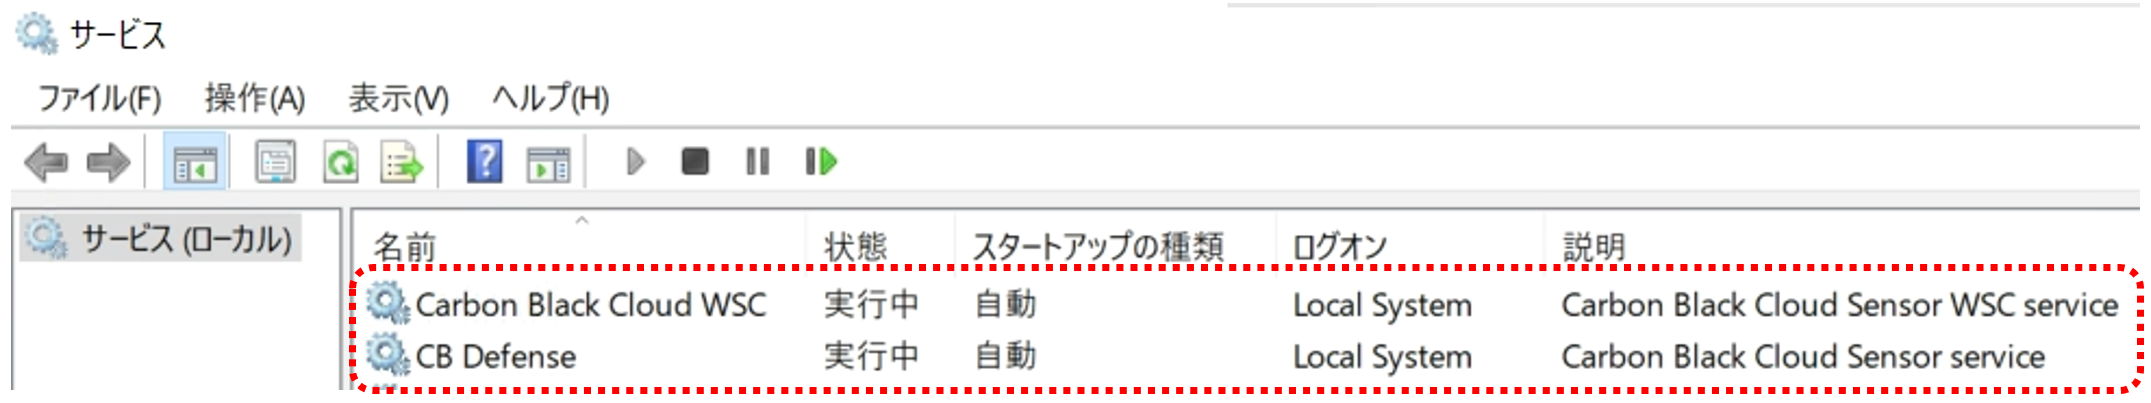 サービス
ファイル(F) 操作(A) 表示(V) ヘルプ(H)
サービス (ローカル)
名前 状態 スタートアップの種類 ログオン 説明
Carbon Black Cloud WSC 実行中 自動 Local System Carbon Black Cloud Sensor WSC service
CB Defense 実行中 自動 Local System Carbon Black Cloud Sensor service